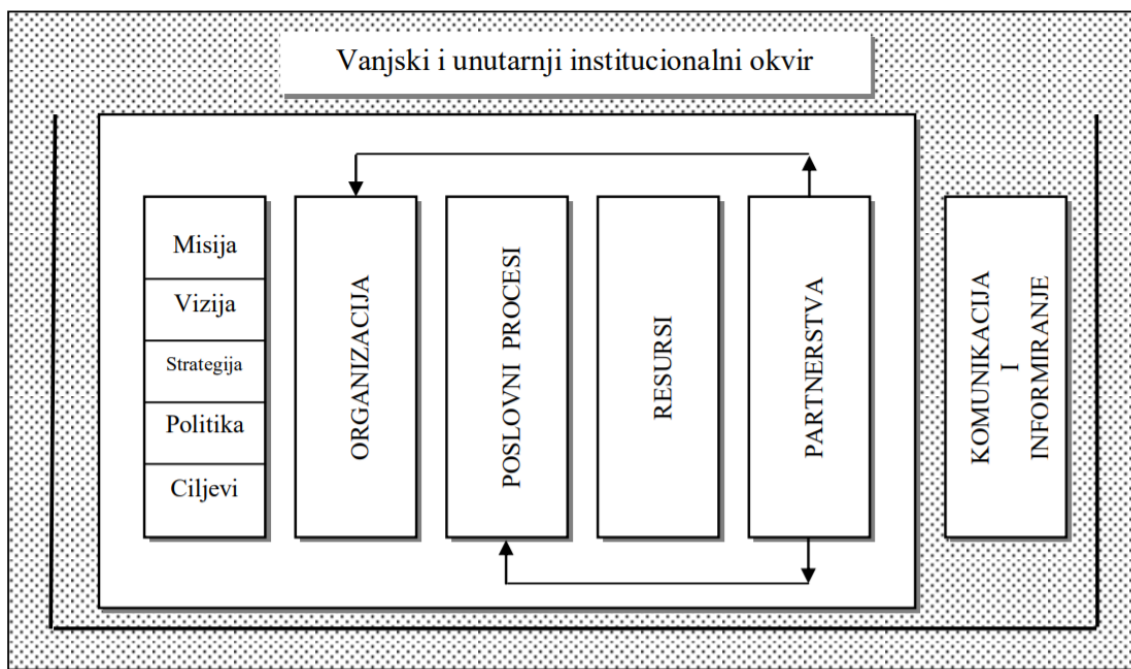 Vanjski i unutarnji institucionalni okvir
Misija
Vizija
Strategija
Politika
Ciljevi
ORGANIZACIJA
POSLOVNI PROCESI
RESURSI
PARTNERSTVA
KOMUNIKACIJA
I
INFORMIRANJE